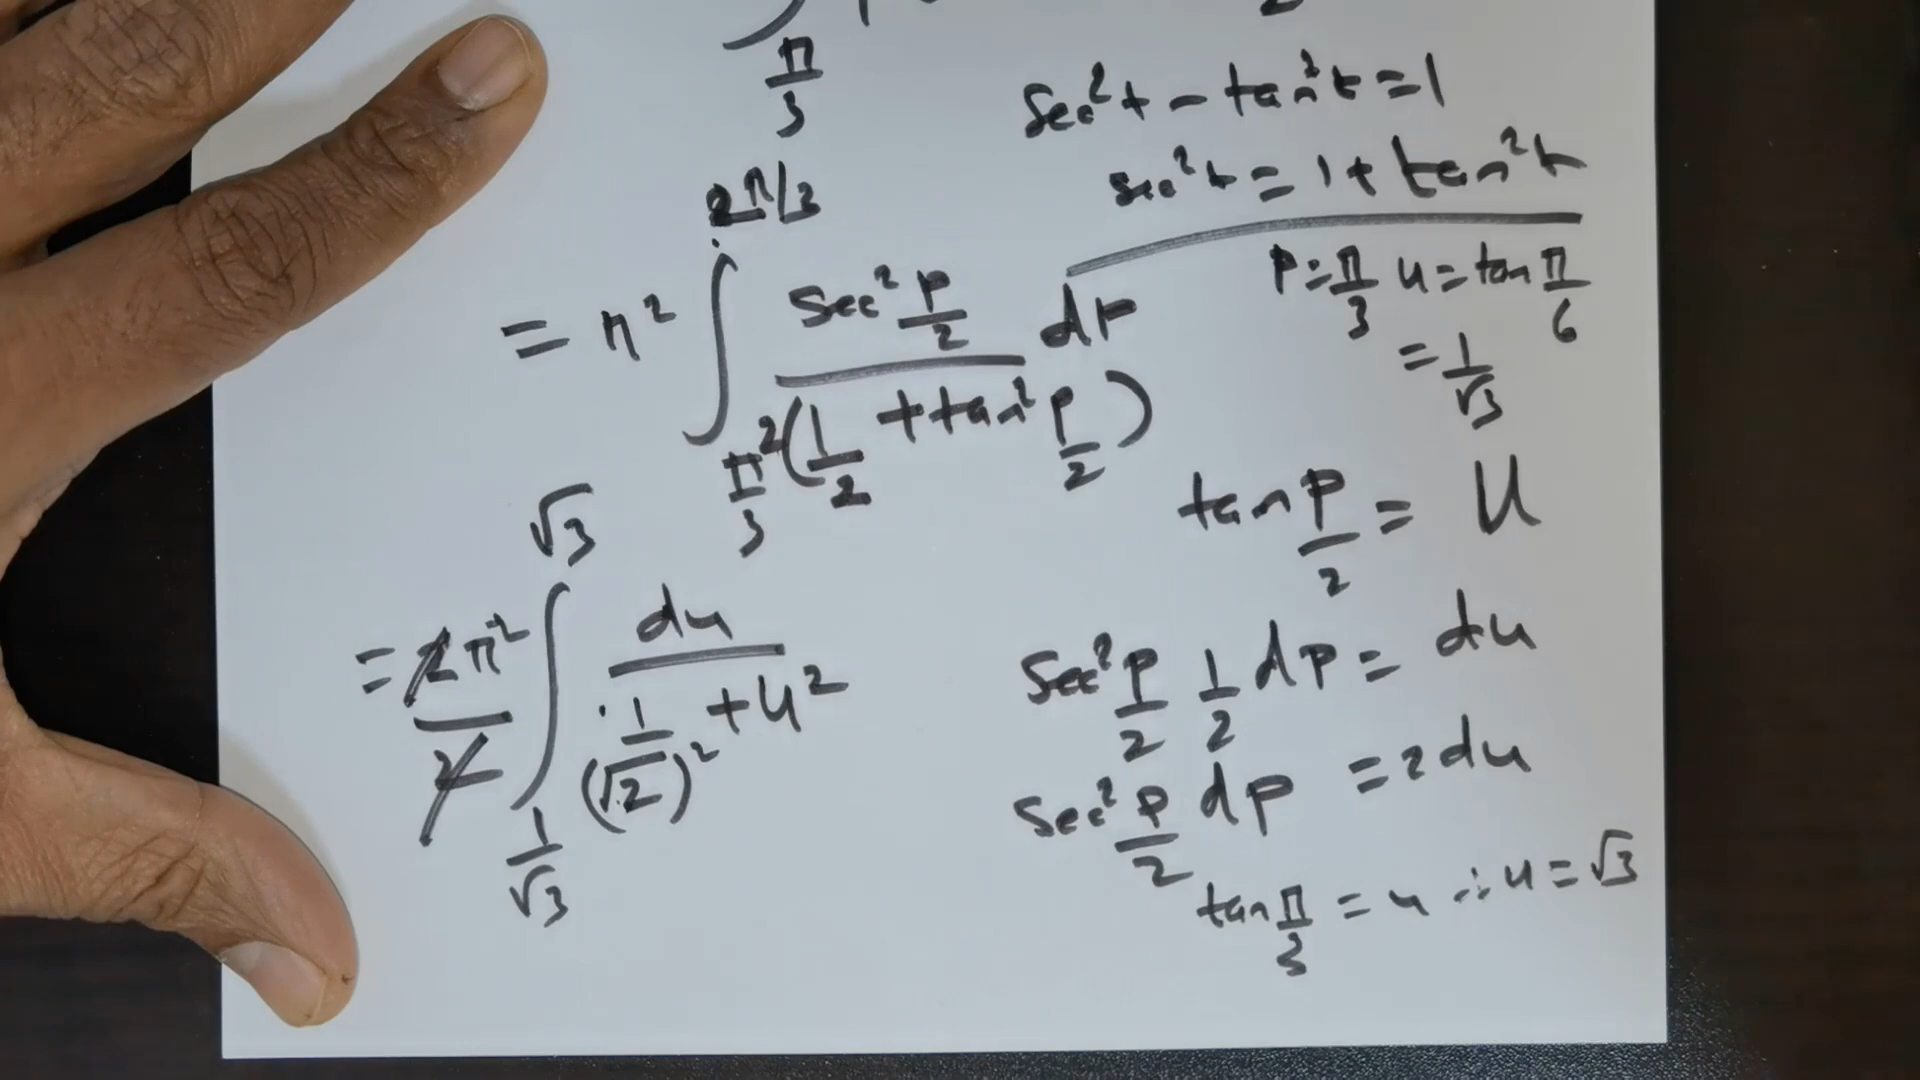 π/3
sec²t - tan²t = 1
sec²t = 1 + tan²t
= π² ∫_{π/3}^{2π/3} sec² p/2 / 2(1/2 + tan² p/2) dp
p = π/3 u = tan π/6
= 1/√3
tan p/2 = u
= 2π²/2 ∫_{1/√3}^{√3} du / (1/√2)² + u²
sec² p/2 1/2 dp = du
sec² p/2 dp = 2du
tan π/3 = u ∴ u = √3